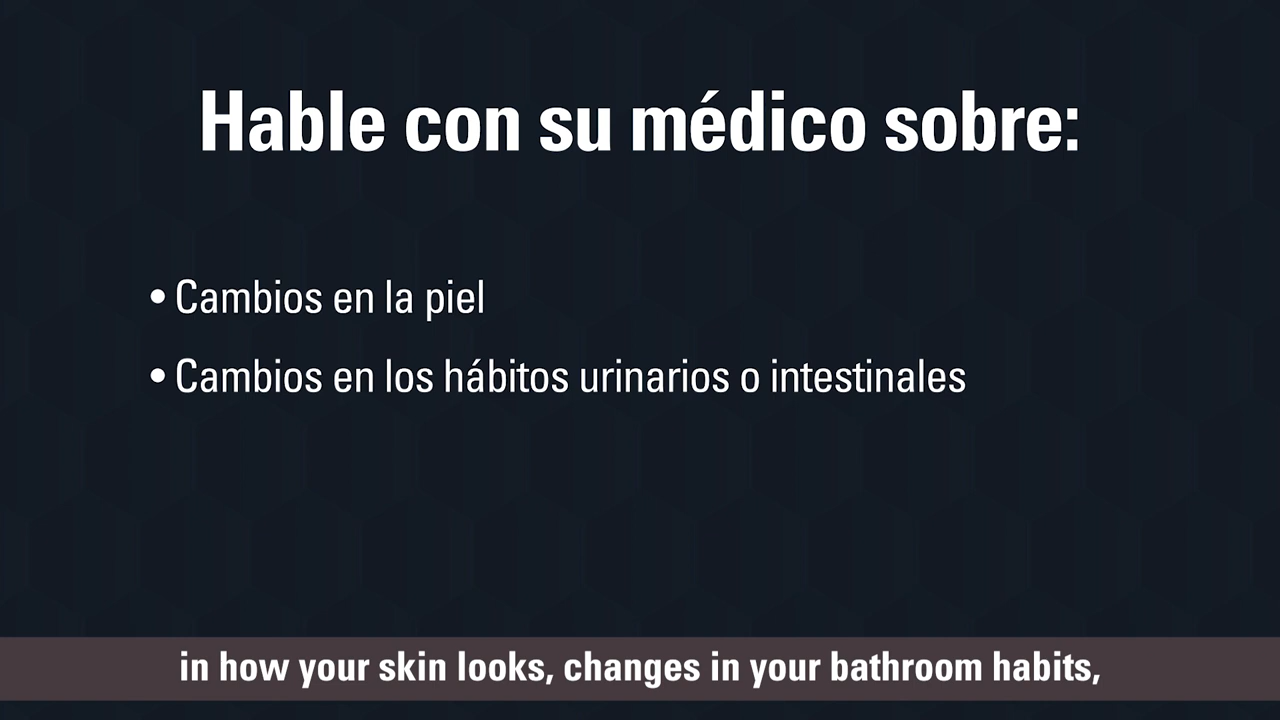 Hable con su médico sobre:
• Cambios en la piel
• Cambios en los hábitos urinarios o intestinales
in how your skin looks, changes in your bathroom habits,